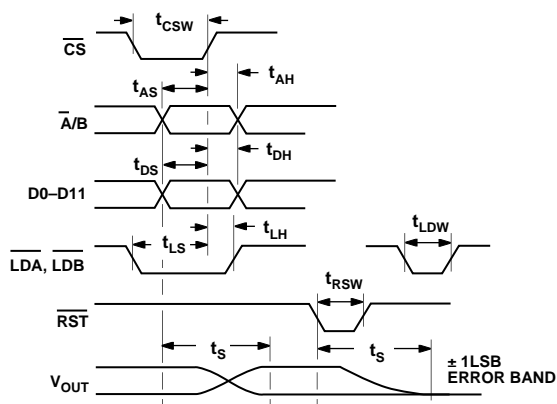 tCSW
CS
tAS
tAH
A/B
tDS
tDH
D0–D11
tLS
tLH
tLDW
LDA, LDB
tRSW
RST
tS
tS
± 1LSB
ERROR BAND
VOUT